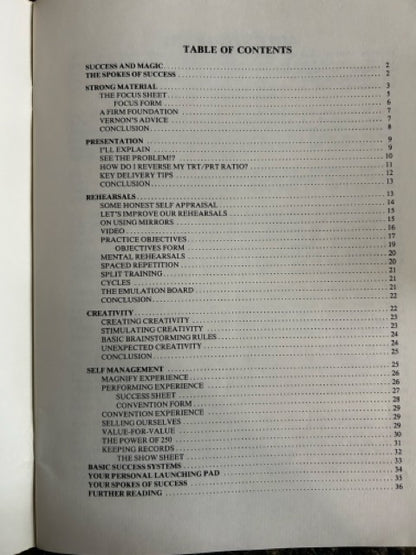 TABLE OF CONTENTS
SUCCESS AND MAGIC 2
THE SPOKES OF SUCCESS 2
STRONG MATERIAL 3
THE FOCUS SHEET 5
FOCUS FORM 6
A FIRM FOUNDATION 7
VERNON'S ADVICE 7
CONCLUSION 8
PRESENTATION 9
I'LL EXPLAIN 9
SEE THE PROBLEM!? 10
HOW DO I REVERSE MY TRT/PRT RATIO? 11
KEY DELIVERY TIPS 12
CONCLUSION 13
REHEARSALS 13
SOME HONEST SELF APPRAISAL 14
LET'S IMPROVE OUR REHEARSALS 15
ON USING MIRRORS 15
VIDEO 16
PRACTICE OBJECTIVES 17
OBJECTIVES FORM 19
MENTAL REHEARSALS 20
SPACED REPETITION 20
SPLIT TRAINING 21
CYCLES 21
THE EMULATION BOARD 21
CONCLUSION 22
CREATIVITY 22
CREATING CREATIVITY 23
STIMULATING CREATIVITY 23
BASIC BRAINSTORMING RULES 24
UNEXPECTED CREATIVITY 24
CONCLUSION 25
SELF MANAGEMENT 25
MAGNIFY EXPERIENCE 26
PERFORMING EXPERIENCE 26
SUCCESS SHEET 27
CONVENTION FORM 28
CONVENTION EXPERIENCE 29
SELLING OURSELVES 29
VALUE-FOR-VALUE 29
THE POWER OF 250 30
KEEPING RECORDS 31
THE SHOW SHEET 32
BASIC SUCCESS SYSTEMS 33
YOUR PERSONAL LAUNCHING PAD 34
YOUR SPOKES OF SUCCESS 35
FURTHER READING 36